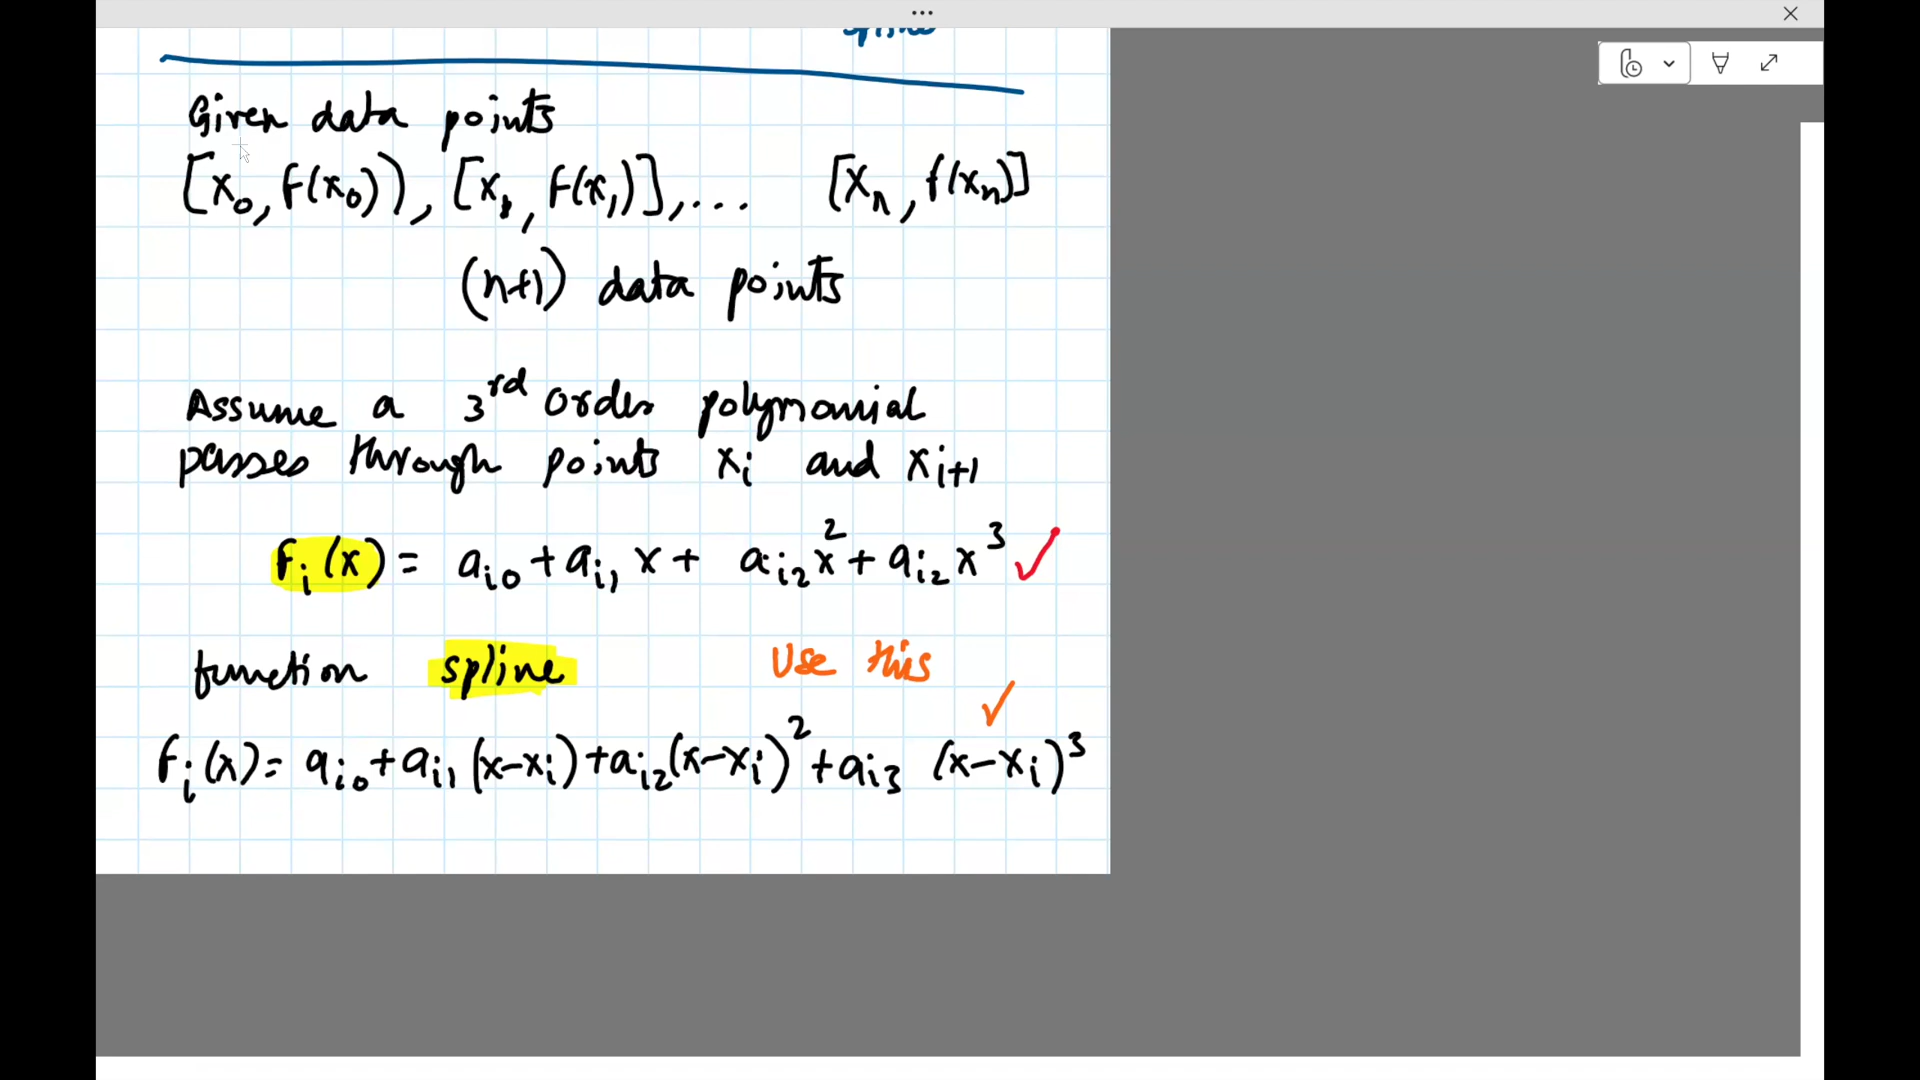 Given data points
[x₀, f(x₀)), [x₁, f(x₁)], ... [xₙ, f(xₙ)]
(n+1) data points
Assume a 3ʳᵈ order polynomial
passes through points xᵢ and xᵢ₊₁
fᵢ(x) = aᵢ₀ + aᵢ₁ x + aᵢ₂ x² + aᵢ₂ x³ ✓
function spline Use this ✓
fᵢ(x) = aᵢ₀ + aᵢ₁ (x-xᵢ) + aᵢ₂ (x-xᵢ)² + aᵢ₃ (x-xᵢ)³